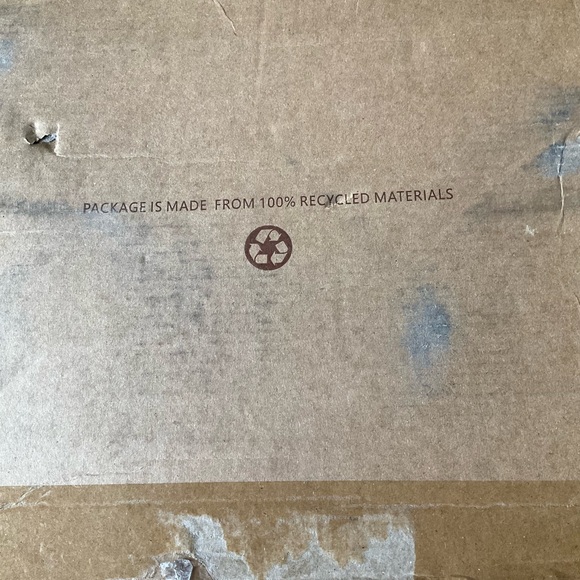 PACKAGE IS MADE FROM 100% RECYCLED MATERIALS